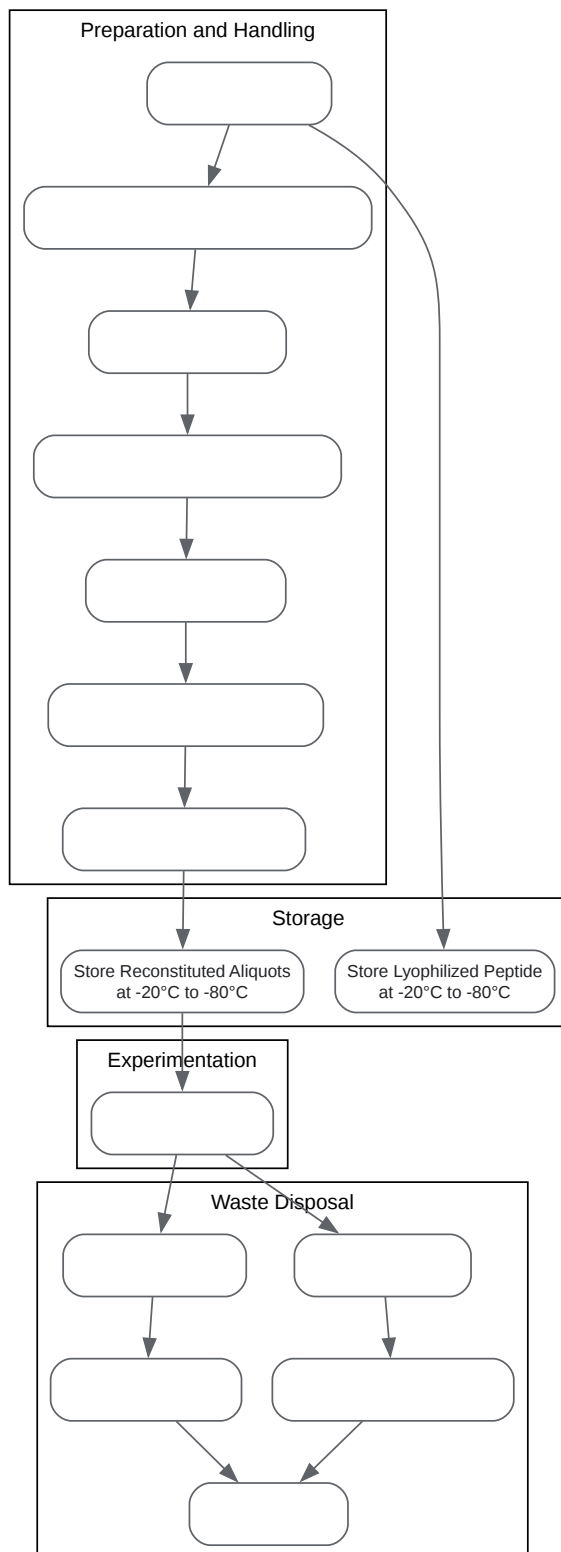 Preparation and Handling
Storage
Store Reconstituted Aliquots
at -20°C to -80°C
Store Lyophilized Peptide
at -20°C to -80°C
Experimentation
Waste Disposal